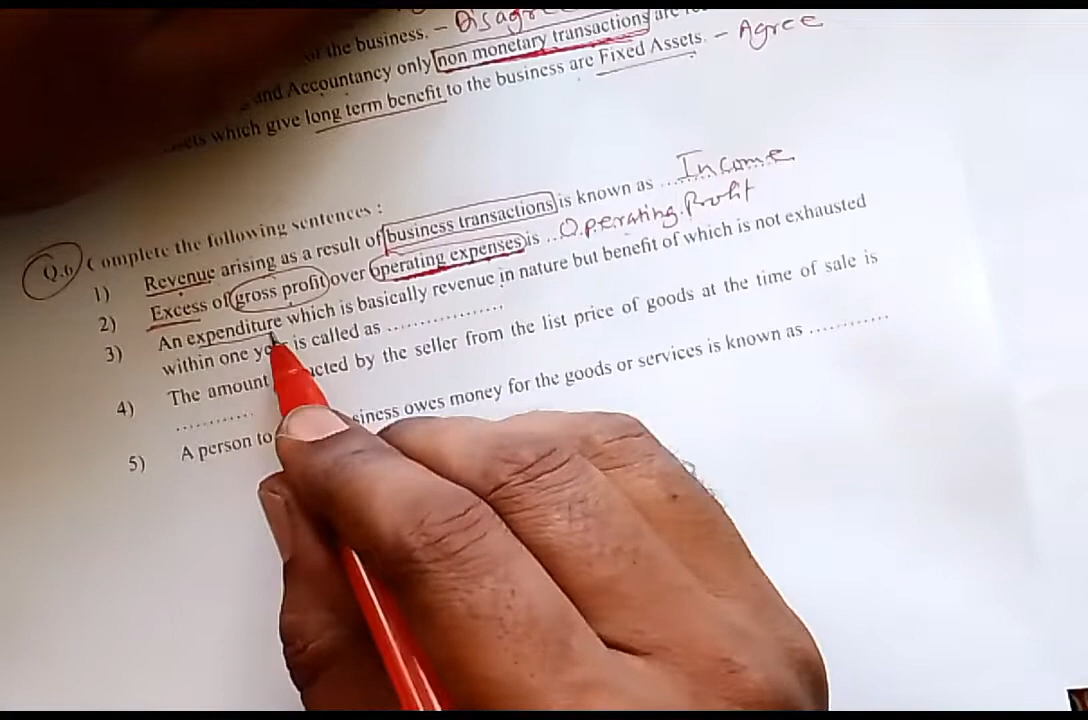 of the business. – Disagree
and Accountancy only non monetary transactions are
which give long term benefit to the business are Fixed Assets. – Agree
Q.6 Complete the following sentences :
1) Revenue arising as a result of business transactions is known as ... Income
2) Excess of gross profit over operating expenses is ... Operating Profit
3) An expenditure which is basically revenue in nature but benefit of which is not exhausted
within one is called as .................
4) The amount by the seller from the list price of goods at the time of sale is
............
5) A person to owes money for the goods or services is known as ............